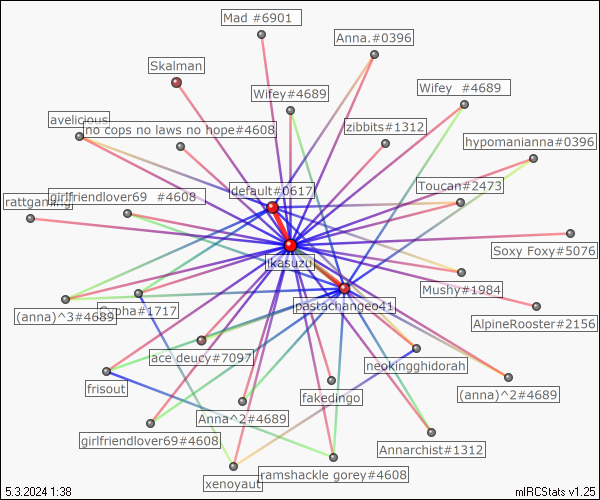 Mad #6901
Anna.#0396
Skalman
Wifey #4689
Wifey#4689
avelicious
no cops no laws no hope#4608
zibbits#1312
hypomanianna#0396
default#0617
Toucan#2473
girlfriendlover69 #4608
Soxy Foxy#5076
jkasuzu
Mushy#1984
pastachangeo41
(anna)^3#4689
#1717
AlpineRooster#2156
ace deucy#7097
neokingghidorah
frisout
fakedingo
(anna)^2#4689
Anna^2#4689
girlfriendlover69#4608
Annarchist#1312
xenoyaut
ramshackle gorey#4608
5.3.2024 1:38
mIRCStats v1.25